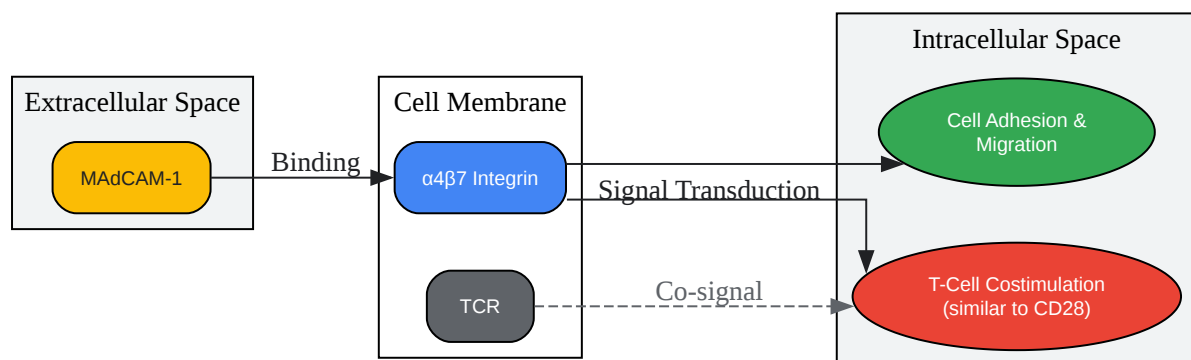 Extracellular Space
MAdCAM-1
Binding
Cell Membrane
α4β7 Integrin
TCR
Signal Transduction
Co-signal
Intracellular Space
Cell Adhesion &
Migration
T-Cell Costimulation
(similar to CD28)